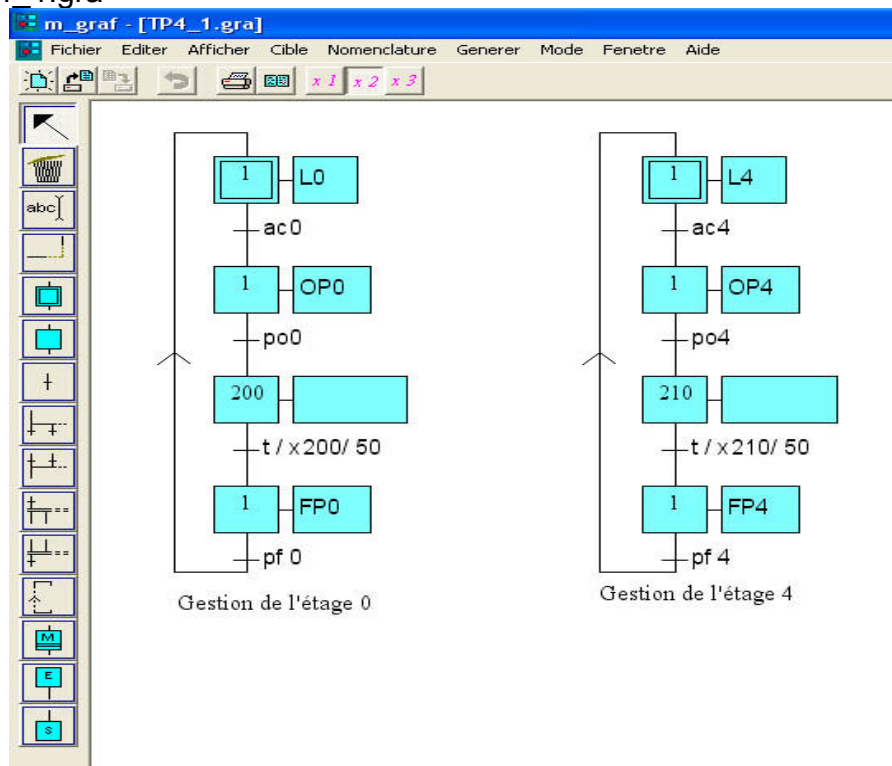 m_graf - [TP4_1.gra]
Fichier Editer Afficher Cible Nomenclature Generer Mode Fenetre Aide
x 1 x 2 x 3
abc
M
E
S
1 L0
ac0
1 OP0
po0
200
t / x200/ 50
1 FP0
pf 0
Gestion de l'étage 0
1 L4
ac4
1 OP4
po4
210
t / x210/ 50
1 FP4
pf 4
Gestion de l'étage 4